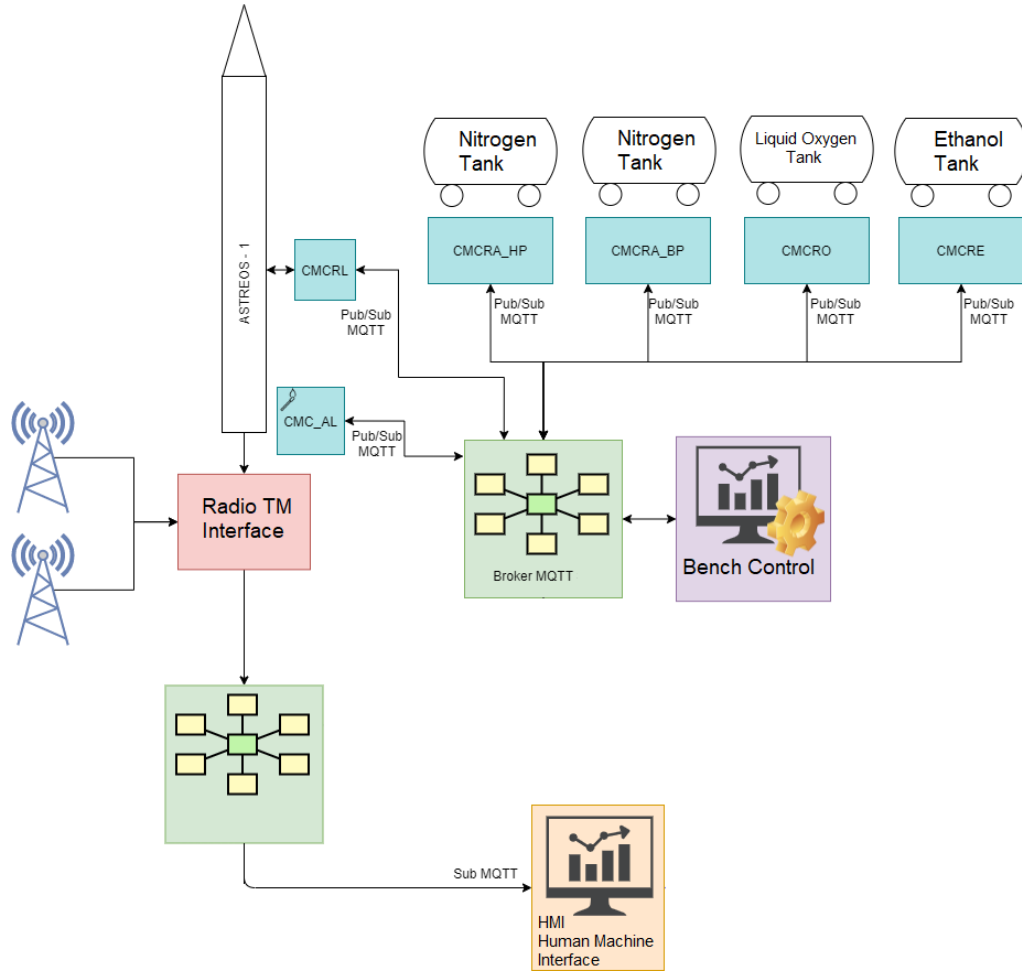 Nitrogen
Tank
Nitrogen
Tank
Liquid Oxygen
Tank
Ethanol
Tank
CMCRA_HP
CMCRA_BP
CMCRO
CMCRE
ASTREOS - 1
CMCRL
Pub/Sub
MQTT
Pub/Sub
MQTT
Pub/Sub
MQTT
Pub/Sub
MQTT
Pub/Sub
MQTT
CMC_AL
Pub/Sub
MQTT
Radio TM
Interface
Broker MQTT
Bench Control
Sub MQTT
HMI
Human Machine
Interface